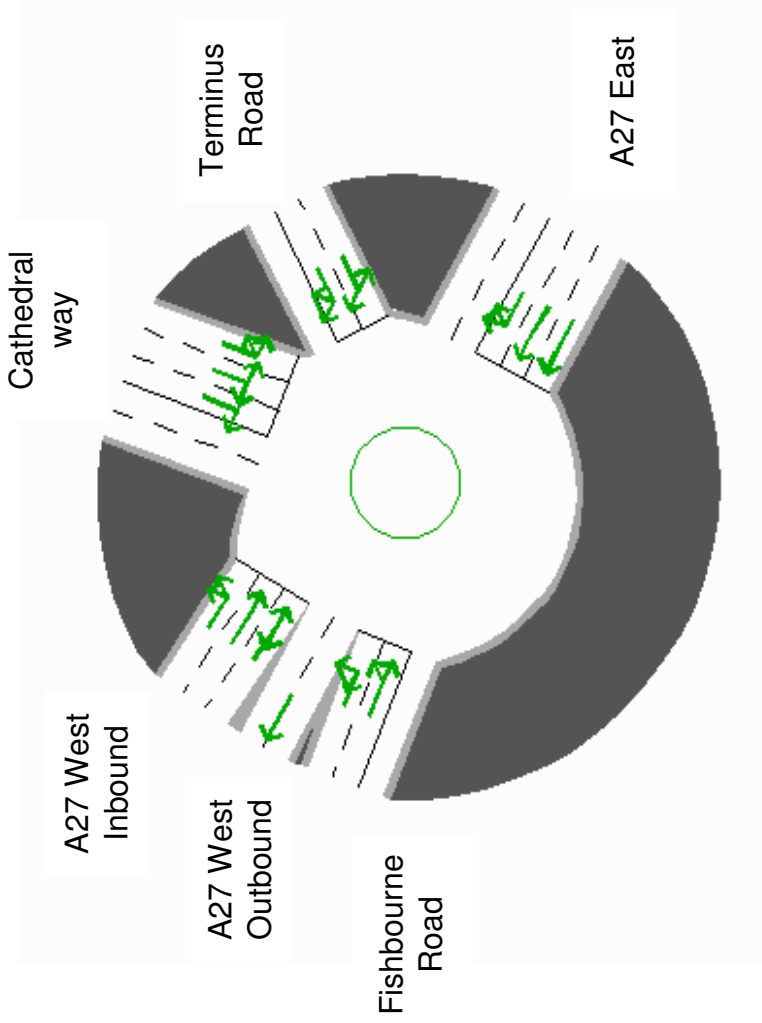 Cathedral
way
Terminus
Road
A27 East
A27 West
Inbound
A27 West
Outbound
Fishbourne
Road